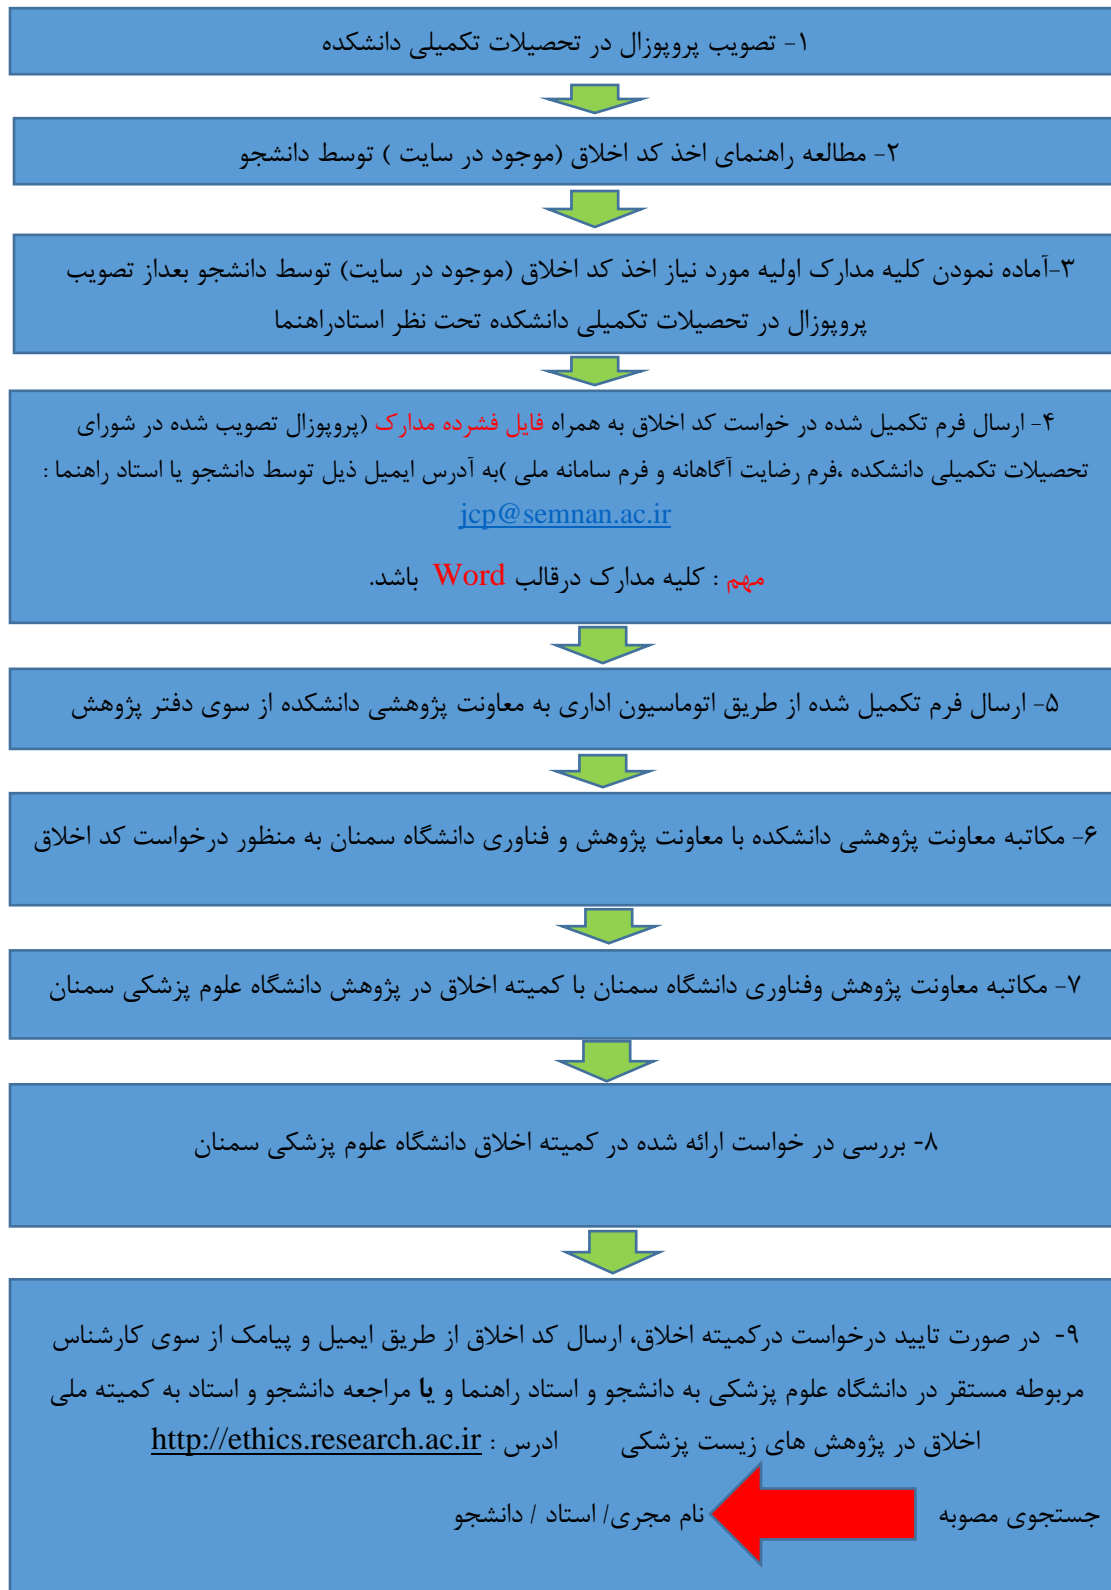 ۱- تصویب پروپوزال در تحصیلات تکمیلی دانشکده
۲- مطالعه راهنمای اخذ کد اخلاق (موجود در سایت ) توسط دانشجو
۳-آماده نمودن کلیه مدارک اولیه مورد نیاز اخذ کد اخلاق (موجود در سایت) توسط دانشجو بعداز تصویب
پروپوزال در تحصیلات تکمیلی دانشکده تحت نظر استادراهنما
۴- ارسال فرم تکمیل شده در خواست کد اخلاق به همراه فایل فشرده مدارک (پروپوزال تصویب شده در شورای
تحصیلات تکمیلی دانشکده ،فرم رضایت آگاهانه و فرم سامانه ملی )به آدرس ایمیل ذیل توسط دانشجو یا استاد راهنما :
jcp@semnan.ac.ir
مهم : کلیه مدارک درقالب Word باشد.
۵- ارسال فرم تکمیل شده از طریق اتوماسیون اداری به معاونت پژوهشی دانشکده از سوی دفتر پژوهش
۶- مکاتبه معاونت پژوهشی دانشکده با معاونت پژوهش و فناوری دانشگاه سمنان به منظور درخواست کد اخلاق
۷- مکاتبه معاونت پژوهش وفناوری دانشگاه سمنان با کمیته اخلاق در پژوهش دانشگاه علوم پزشکی سمنان
۸- بررسی در خواست ارائه شده در کمیته اخلاق دانشگاه علوم پزشکی سمنان
۹- در صورت تایید درخواست درکمیته اخلاق، ارسال کد اخلاق از طریق ایمیل و پیامک از سوی کارشناس
مربوطه مستقر در دانشگاه علوم پزشکی به دانشجو و استاد راهنما و یا مراجعه دانشجو و استاد به کمیته ملی
اخلاق در پژوهش های زیست پزشکی ادرس : http://ethics.research.ac.ir
جستجوی مصوبه نام مجری/ استاد / دانشجو